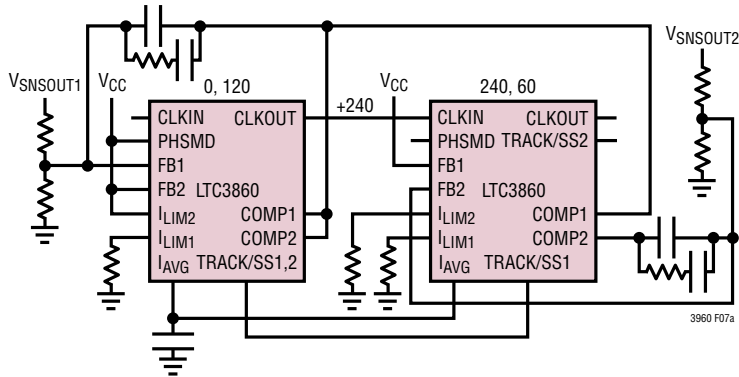 V_SNSOUT1
V_CC
0, 120
CLKIN
CLKOUT
PHSMD
FB1
FB2
LTC3860
I_LIM2
COMP1
I_LIM1
COMP2
I_AVG
TRACK/SS1,2
+240
V_CC
240, 60
CLKIN
CLKOUT
PHSMD
TRACK/SS2
FB1
FB2
LTC3860
I_LIM2
COMP1
I_LIM1
COMP2
I_AVG
TRACK/SS1
V_SNSOUT2
3960 F07a